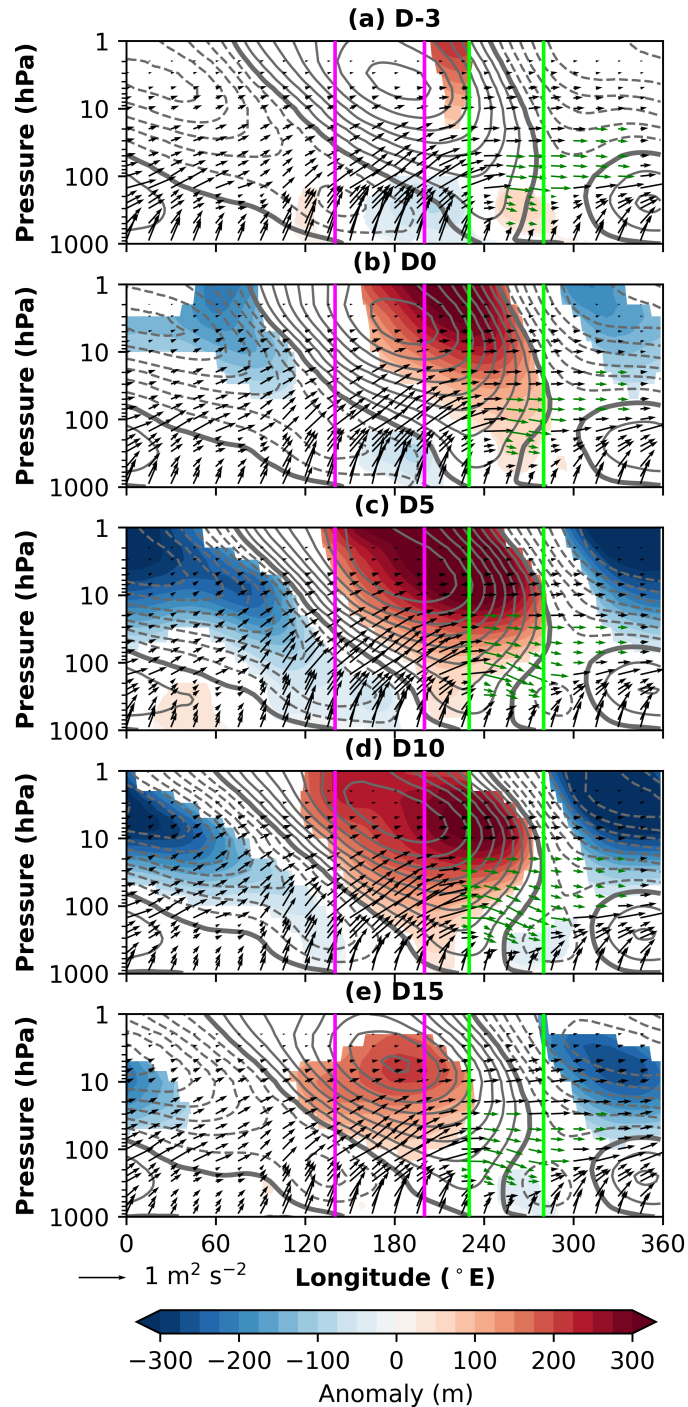 (a) D-3
1
10
100
1000
Pressure (hPa)
(b) D0
1
10
100
1000
Pressure (hPa)
(c) D5
1
10
100
1000
Pressure (hPa)
(d) D10
1
10
100
1000
Pressure (hPa)
(e) D15
1
10
100
1000
Pressure (hPa)
0 60 120 180 240 300 360
1 m² s⁻² Longitude (°E)
−300 −200 −100 0 100 200 300
Anomaly (m)